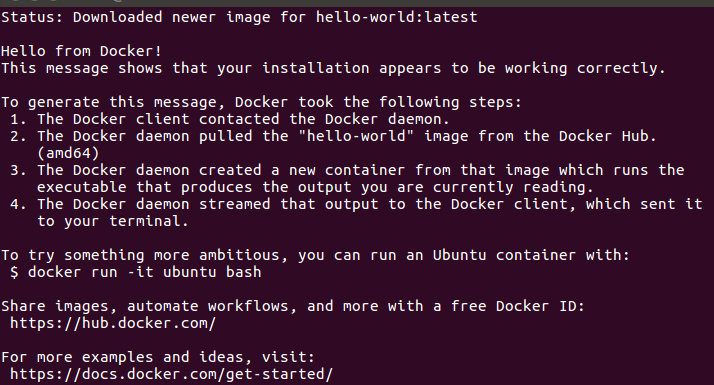 Status: Downloaded newer image for hello-world:latest
Hello from Docker!
This message shows that your installation appears to be working correctly.
To generate this message, Docker took the following steps:
1. The Docker client contacted the Docker daemon.
2. The Docker daemon pulled the "hello-world" image from the Docker Hub.
(amd64)
3. The Docker daemon created a new container from that image which runs the
executable that produces the output you are currently reading.
4. The Docker daemon streamed that output to the Docker client, which sent it
to your terminal.
To try something more ambitious, you can run an Ubuntu container with:
$ docker run -it ubuntu bash
Share images, automate workflows, and more with a free Docker ID:
https://hub.docker.com/
For more examples and ideas, visit:
https://docs.docker.com/get-started/